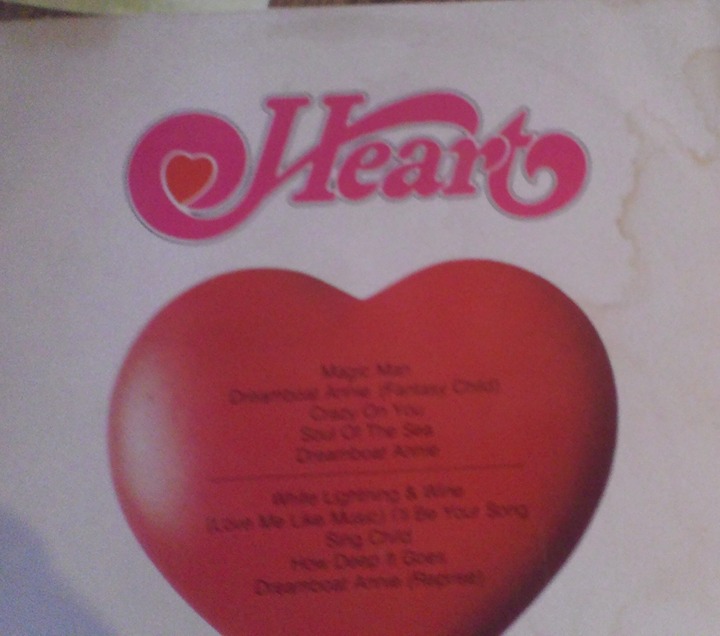 Heart
Magic Man
Dreamboat Annie (Fantasy Child)
Crazy On You
Soul Of The Sea
Dreamboat Annie
White Lightning & Wine
(Love Me Like Music) I'll Be Your Song
Sing Child
How Deep It Goes
Dreamboat Annie (Reprise)